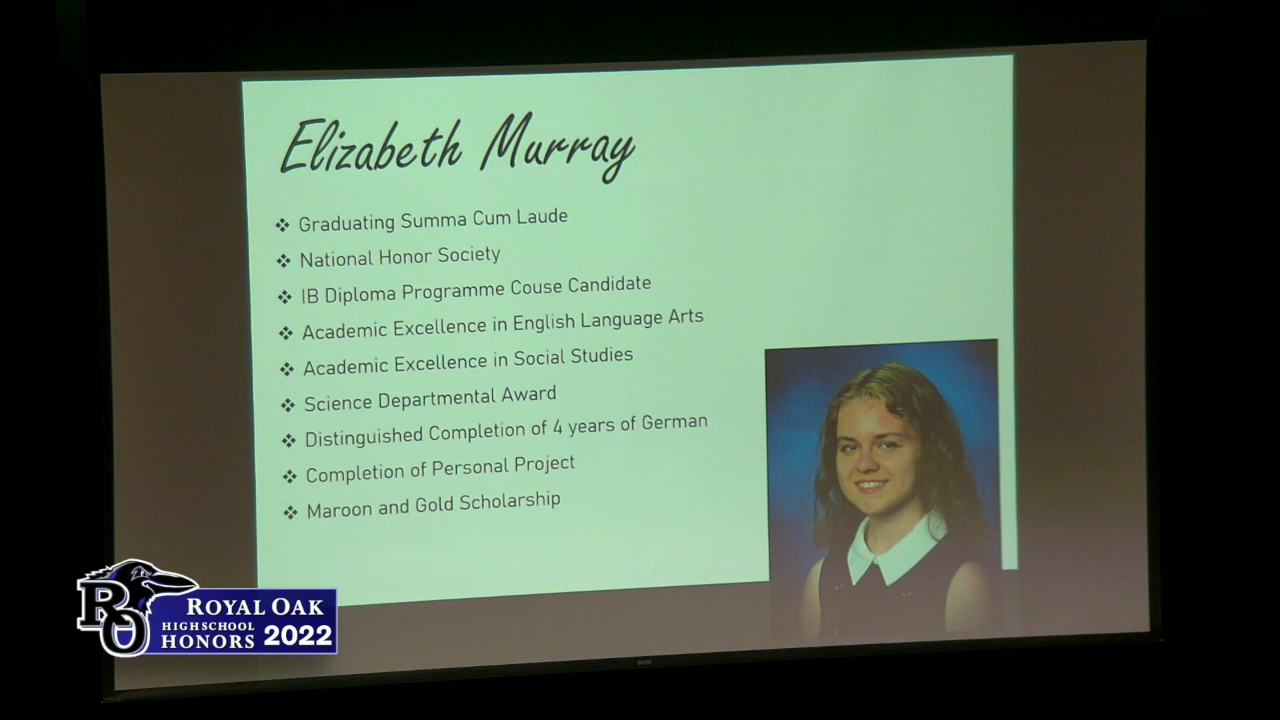 Elizabeth Murray
Graduating Summa Cum Laude
National Honor Society
IB Diploma Programme Couse Candidate
Academic Excellence in English Language Arts
Academic Excellence in Social Studies
Science Departmental Award
Distinguished Completion of 4 years of German
Completion of Personal Project
Maroon and Gold Scholarship
RO
ROYAL OAK
HIGH SCHOOL
HONORS 2022